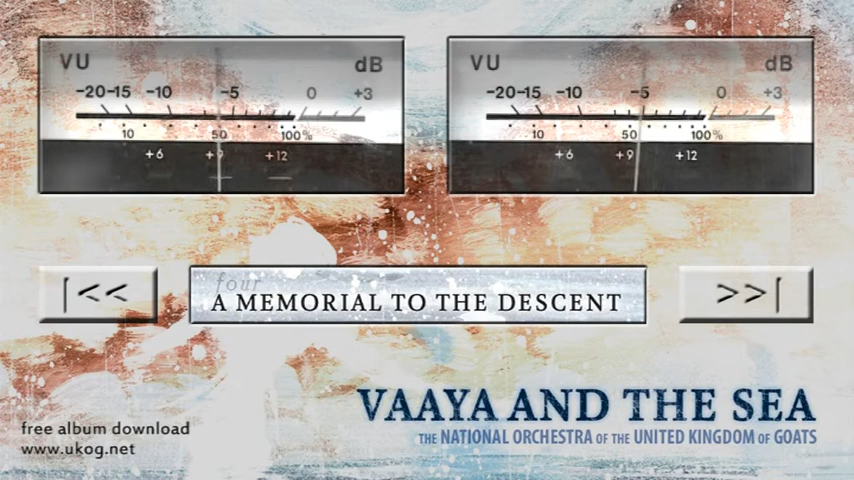 VU dB
-20-15 -10 -5 0 +3
10 50 100%
+6 +9 +12
VU dB
-20-15 -10 -5 0 +3
10 50 100%
+6 +9 +12
|<< 
four
A MEMORIAL TO THE DESCENT
>>|
VAAYA AND THE SEA
THE NATIONAL ORCHESTRA OF THE UNITED KINGDOM OF GOATS
free album download
www.ukog.net